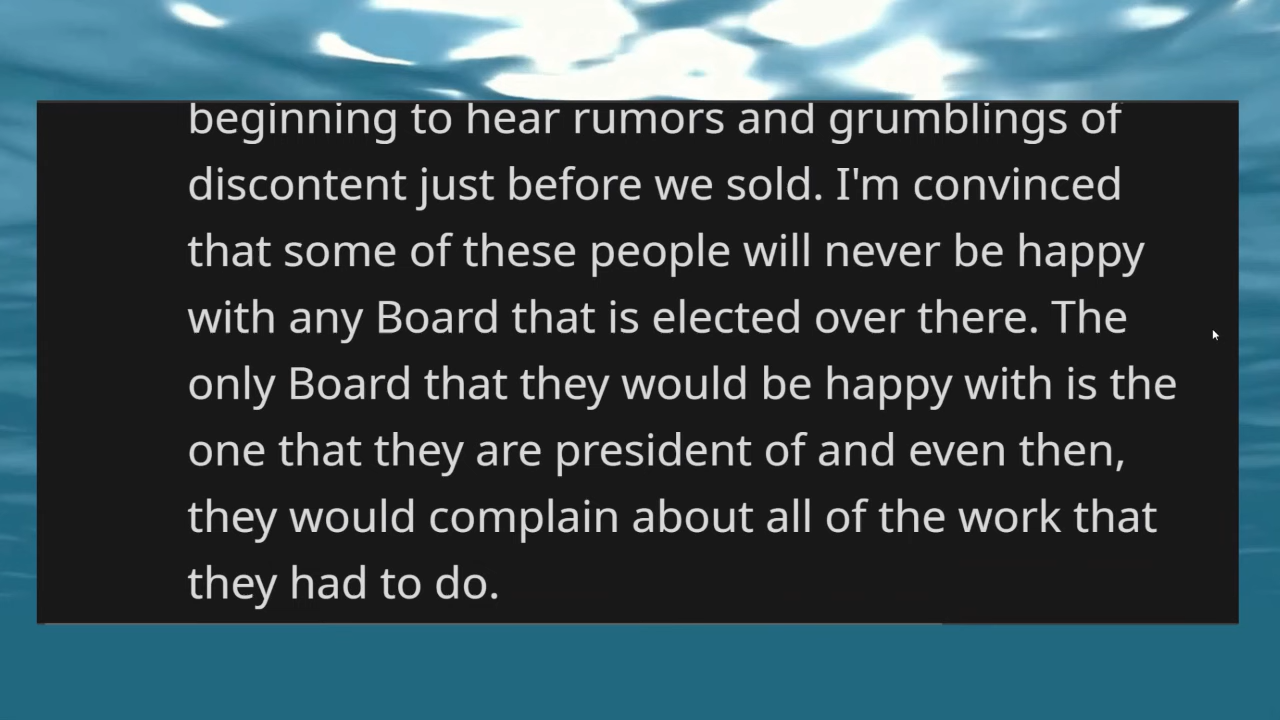 beginning to hear rumors and grumblings of
discontent just before we sold. I'm convinced
that some of these people will never be happy
with any Board that is elected over there. The
only Board that they would be happy with is the
one that they are president of and even then,
they would complain about all of the work that
they had to do.